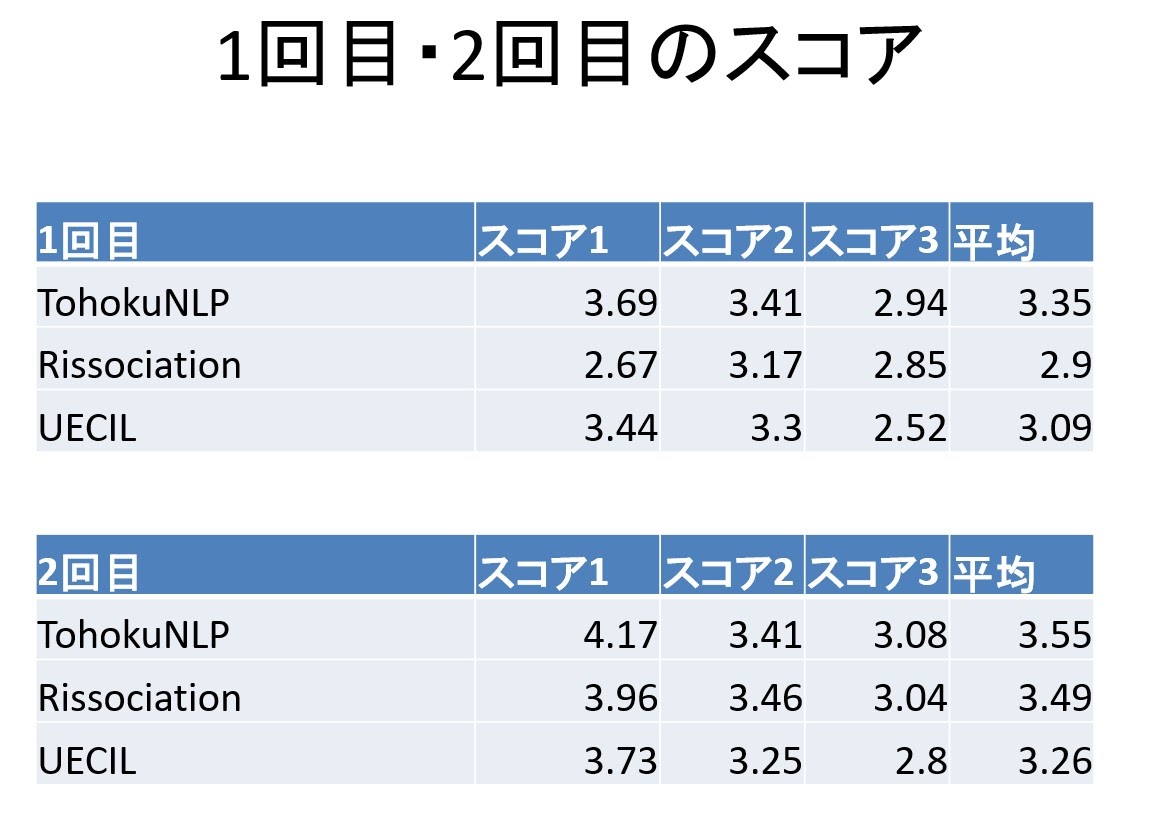 1回目・2回目のスコア
1回目 スコア1 スコア2 スコア3 平均
TohokuNLP 3.69 3.41 2.94 3.35
Rissociation 2.67 3.17 2.85 2.9
UECIL 3.44 3.3 2.52 3.09
2回目 スコア1 スコア2 スコア3 平均
TohokuNLP 4.17 3.41 3.08 3.55
Rissociation 3.96 3.46 3.04 3.49
UECIL 3.73 3.25 2.8 3.26